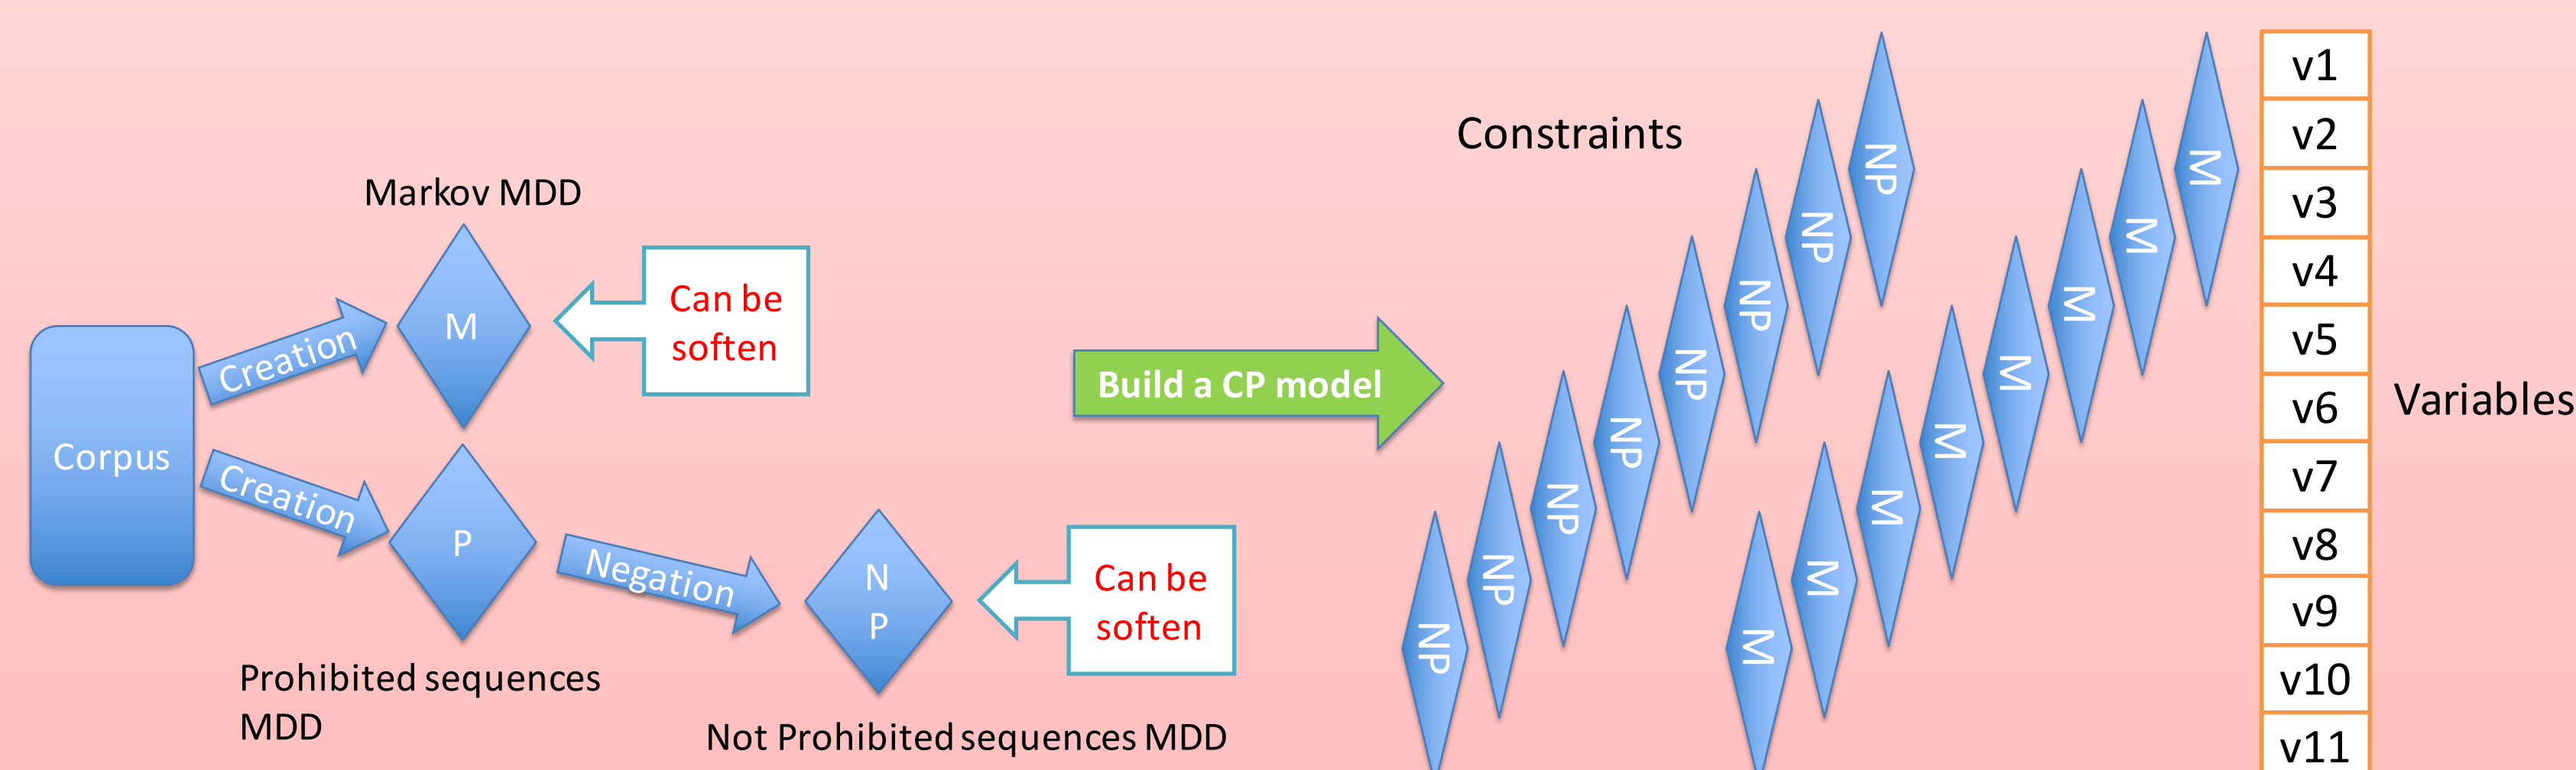 Markov MDD
M
Can be
soften
Creation
Corpus
Creation
P
Negation
N
P
Can be
soften
Prohibited sequences
MDD
Not Prohibited sequences MDD
Build a CP model
Constraints
NP
NP
NP
NP
NP
NP
NP
NP
M
M
M
M
M
M
M
M
v1
v2
v3
v4
v5
v6
v7
v8
v9
v10
v11
Variables